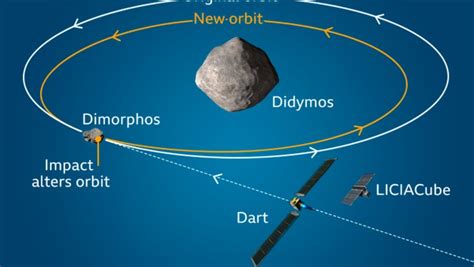 New orbit
Didymos
Dimorphos
Impact
alters orbit
LICIACube
Dart